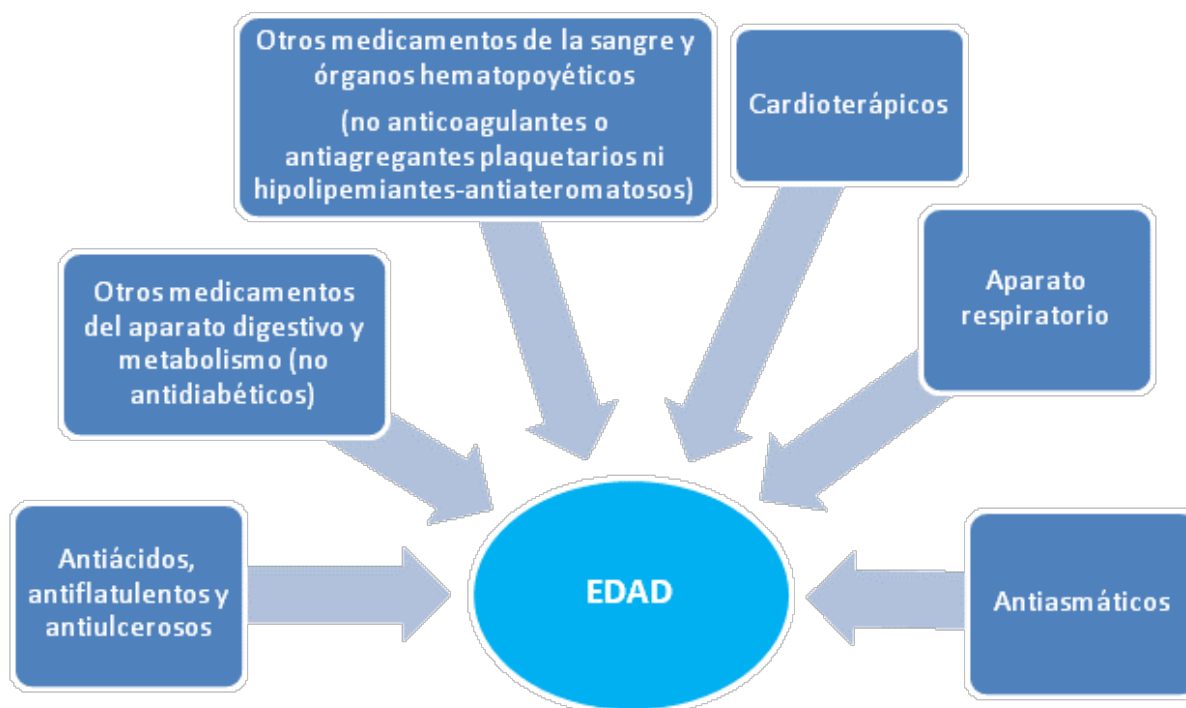 Otros medicamentos de la sangre y
órganos hematopoyéticos
(no anticoagulantes o
antiagregantes plaquetarios ni
hipolipemiantes-antiateromatosos)
Cardioterápicos
Otros medicamentos
del aparato digestivo y
metabolismo (no
antidiabéticos)
Aparato
respiratorio
Antiácidos,
antiflatulentos y
antiulcerosos
EDAD
Antiasmáticos